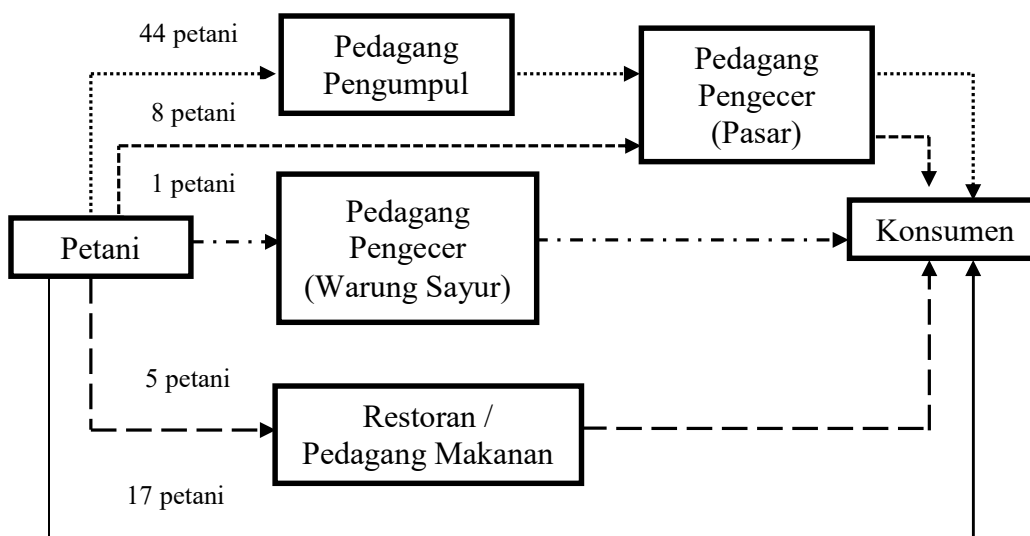 44 petani
Pedagang
Pengumpul
Pedagang
Pengecer
(Pasar)
8 petani
1 petani
Petani
Pedagang
Pengecer
(Warung Sayur)
Konsumen
5 petani
Restoran /
Pedagang Makanan
17 petani